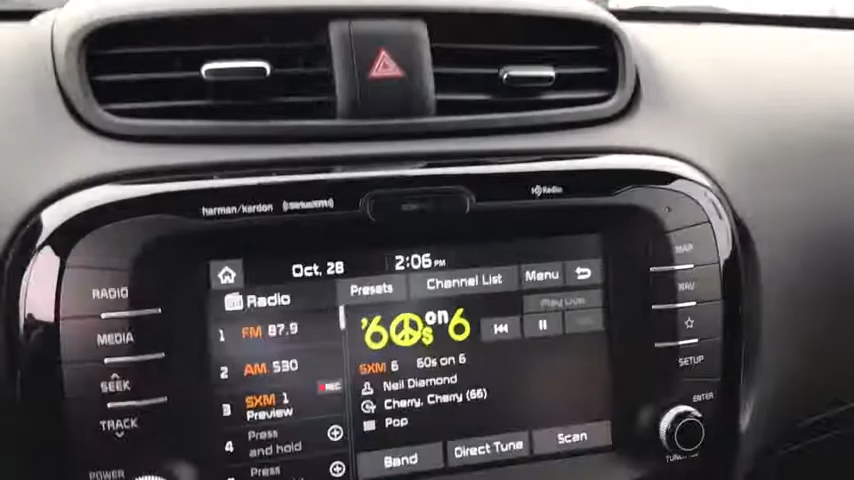 harman/kardon SiriusXM HD Radio
MAP
RADIO
MEDIA
SEEK
TRACK
POWER
NAV
SETUP
ENTER
Oct. 28 2:06 PM
Radio Presets Channel List Menu
1 FM 87.9
2 AM 530
REC
3 SXM 1
Preview
4 Press
and hold
Press
'60s on 6
Play Live
SXM 6 60s on 6
Neil Diamond
Cherry, Cherry (66)
Pop
Band Direct Tune Scan